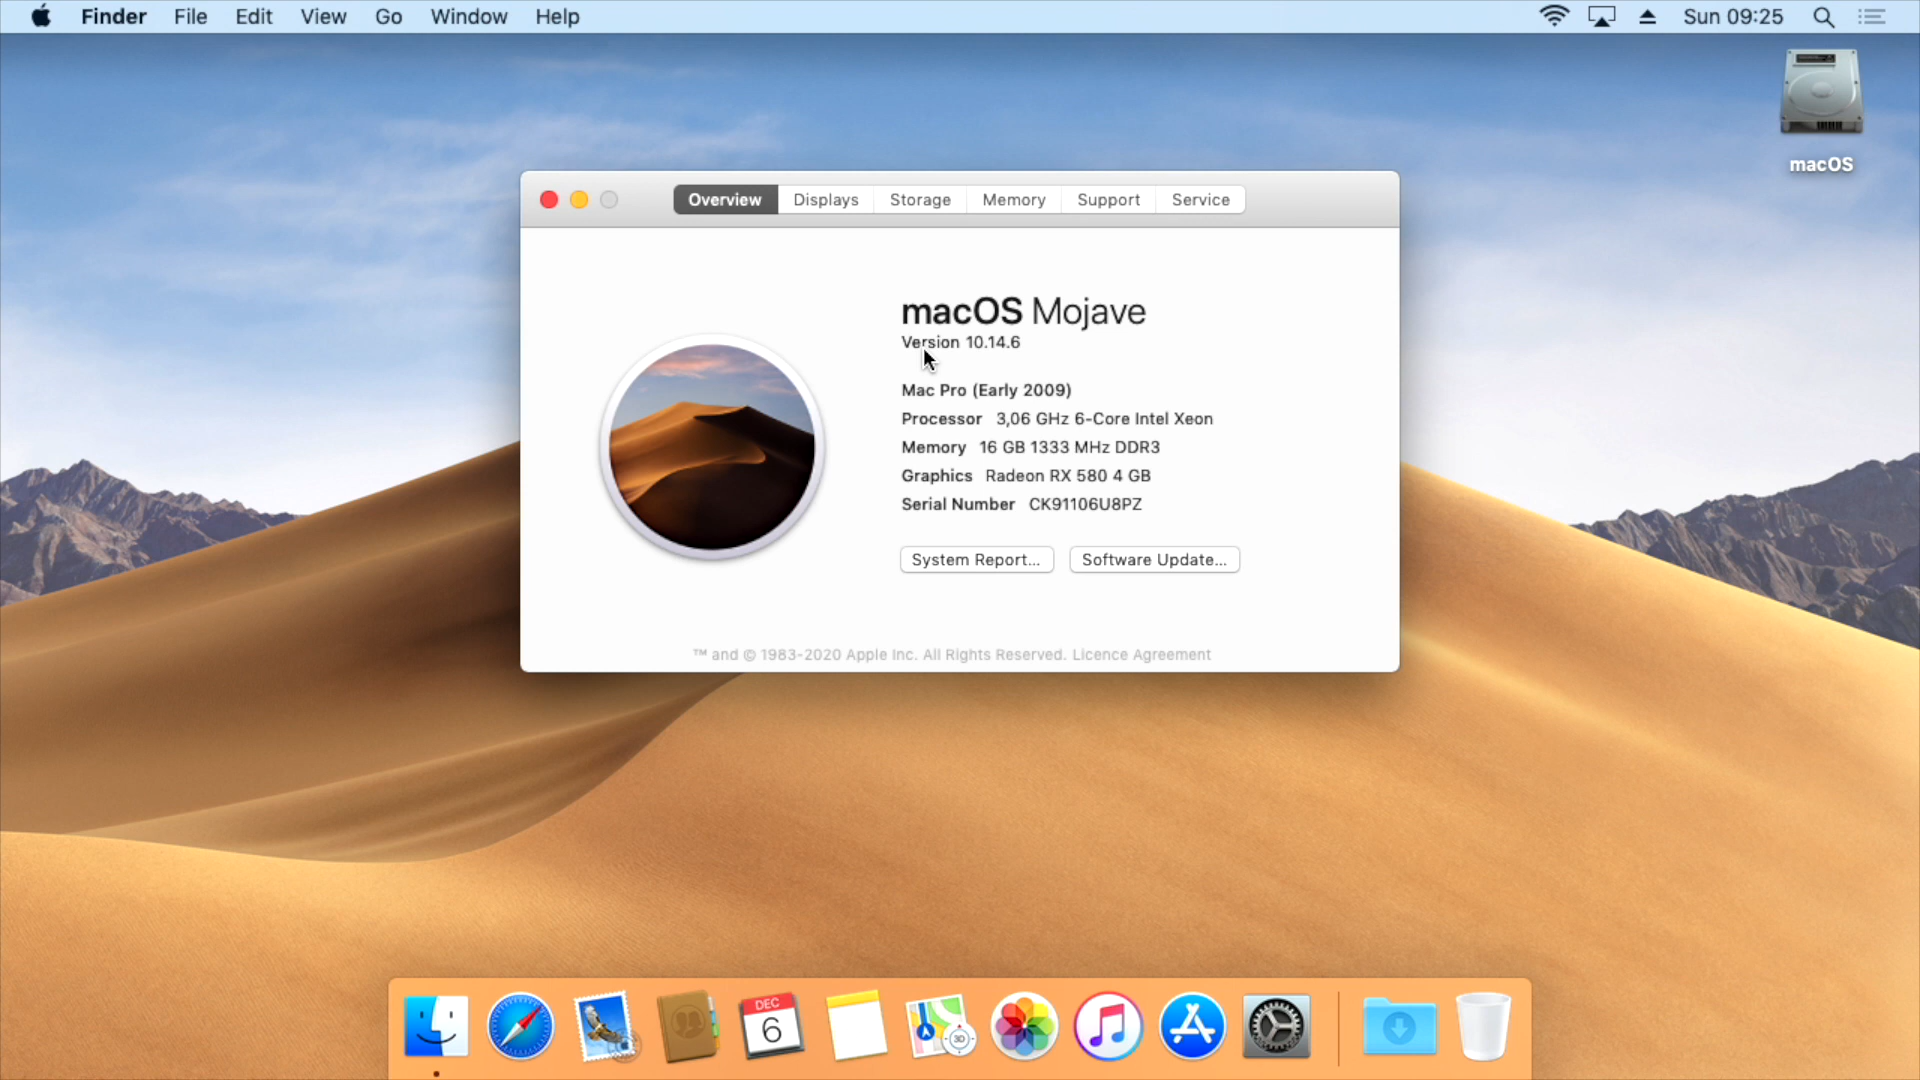 Finder File Edit View Go Window Help Sun 09:25
macOS
Overview Displays Storage Memory Support Service
macOS Mojave
Version 10.14.6
Mac Pro (Early 2009)
Processor 3,06 GHz 6-Core Intel Xeon
Memory 16 GB 1333 MHz DDR3
Graphics Radeon RX 580 4 GB
Serial Number CK91106U8PZ
System Report... Software Update...
™ and © 1983-2020 Apple Inc. All Rights Reserved. Licence Agreement
DEC
6
3D